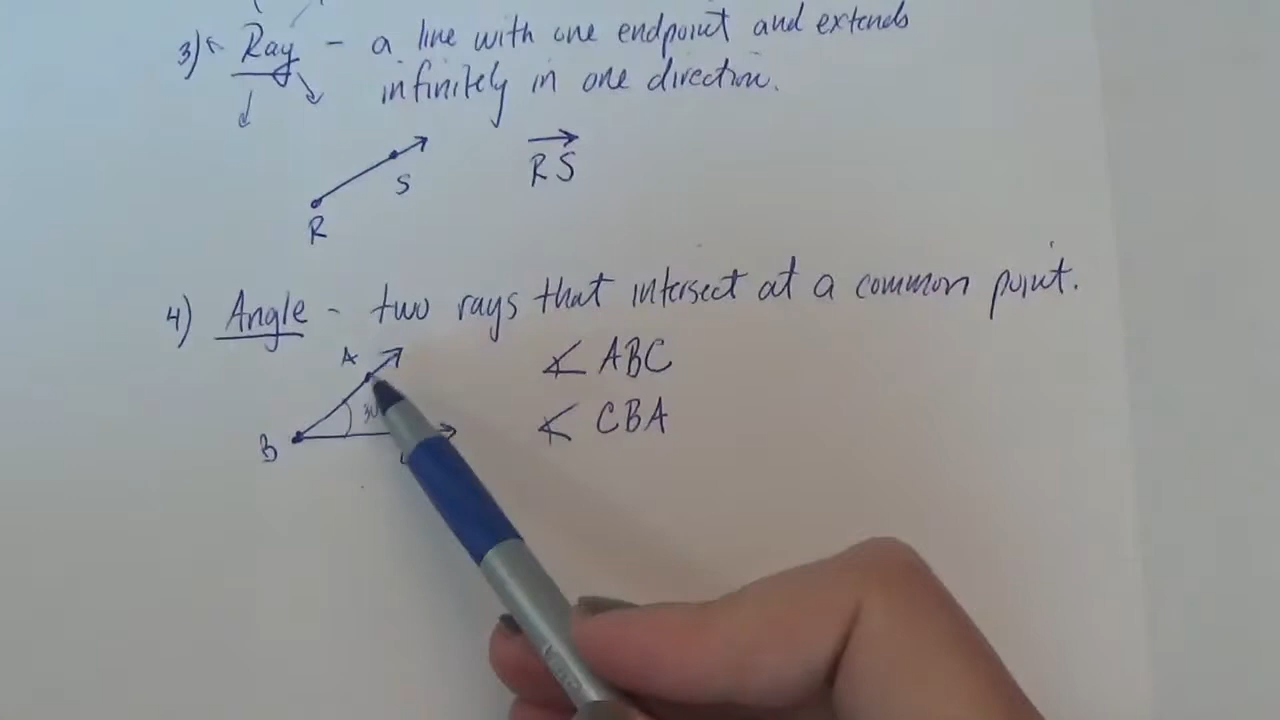 3) Ray - a line with one endpoint and extends
infinitely in one direction.
S
RS
R
4) Angle - two rays that intersect at a common point.
A
∡ ABC
B
∡ CBA